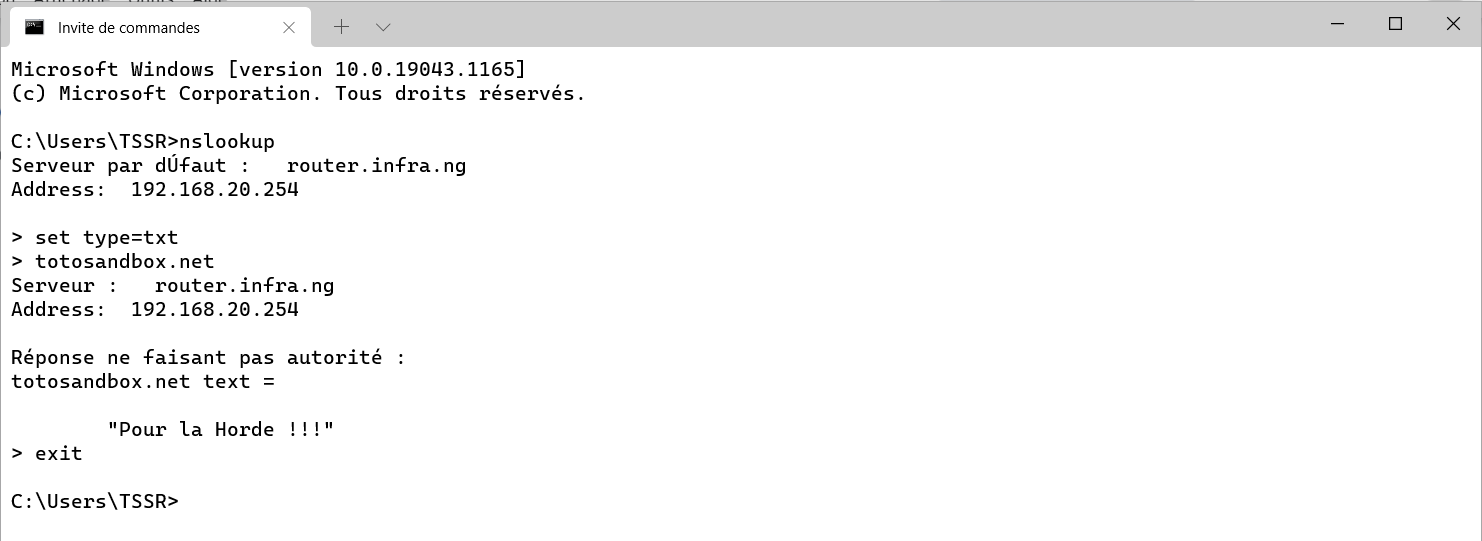 Invite de commandes
Microsoft Windows [version 10.0.19043.1165]
(c) Microsoft Corporation. Tous droits réservés.
C:\Users\TSSR>nslookup
Serveur par dÚfaut :   router.infra.ng
Address:  192.168.20.254
> set type=txt
> totosandbox.net
Serveur :   router.infra.ng
Address:  192.168.20.254
Réponse ne faisant pas autorité :
totosandbox.net text =
"Pour la Horde !!!"
> exit
C:\Users\TSSR>